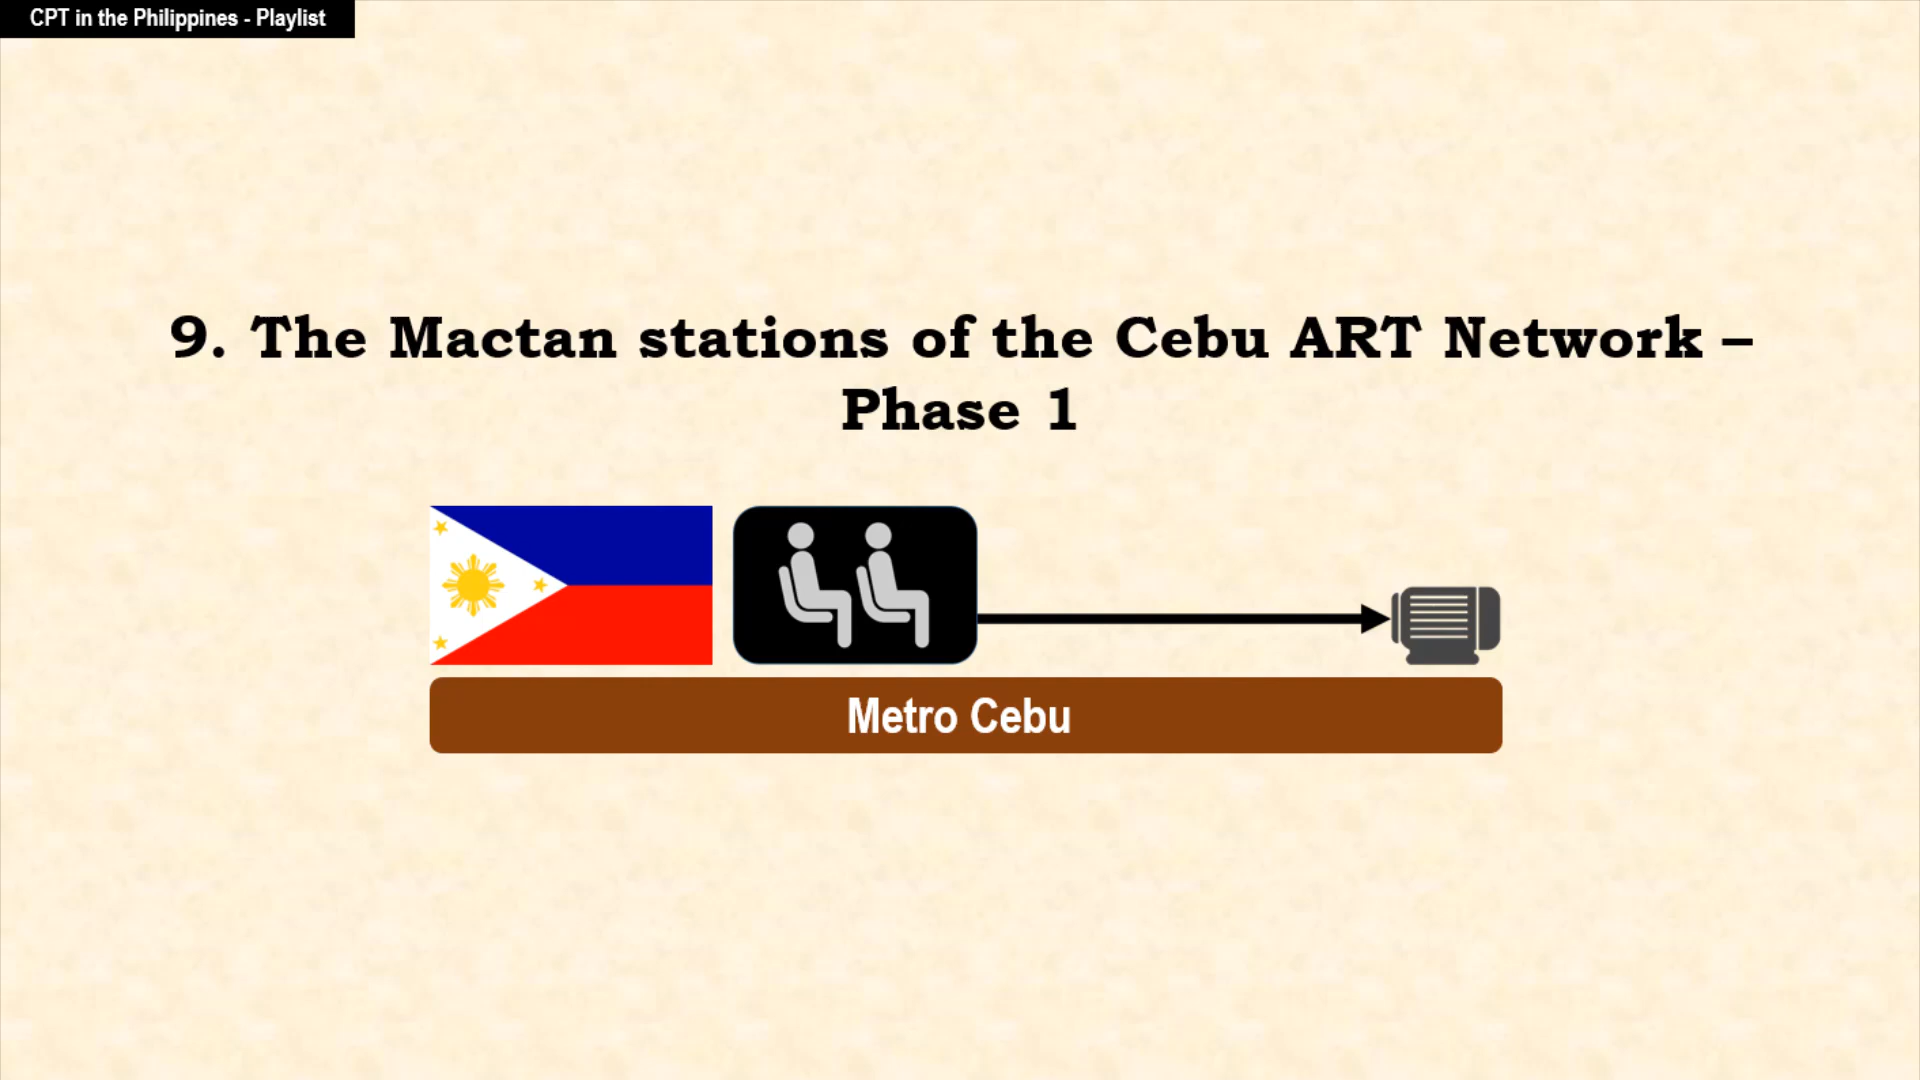 CPT in the Philippines - Playlist
9. The Mactan stations of the Cebu ART Network –
Phase 1
Metro Cebu